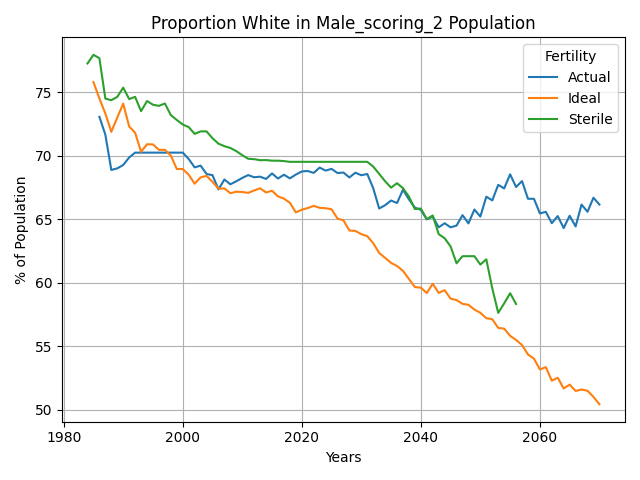 Proportion White in Male_scoring_2 Population
Fertility
Actual
Ideal
Sterile
% of Population
75
70
65
60
55
50
1980
2000
2020
2040
2060
Years